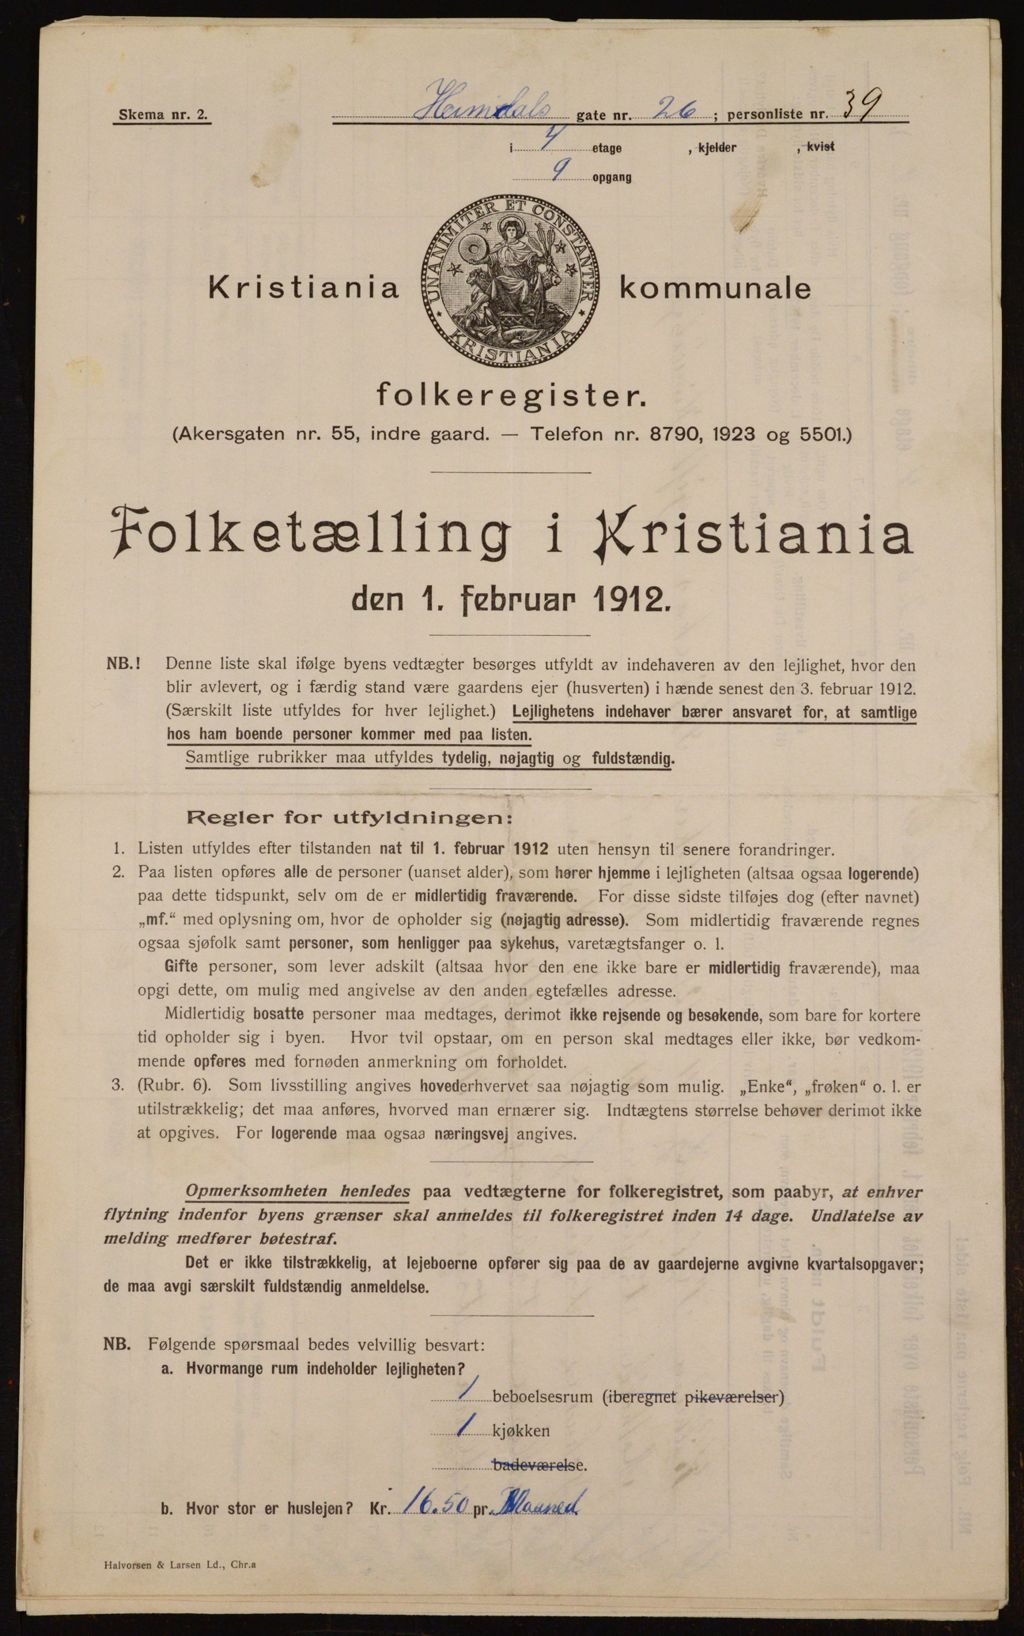 Skema nr. 2. Heimdals gate nr. 26 ; personliste nr. 39
i 4 etage , kjelder , kvist
9 opgang
UNANIMITER ET CONSTANTER
KRISTIANIA
Kristiania kommunale
folkeregister.
(Akersgaten nr. 55, indre gaard. — Telefon nr. 8790, 1923 og 5501.)
Folketælling i Kristiania
den 1. februar 1912.
NB.! Denne liste skal ifølge byens vedtægter besørges utfyldt av indehaveren av den lejlighet, hvor den
blir avlevert, og i færdig stand være gaardens ejer (husverten) i hænde senest den 3. februar 1912.
(Særskilt liste utfyldes for hver lejlighet.) Lejlighetens indehaver bærer ansvaret for, at samtlige
hos ham boende personer kommer med paa listen.
Samtlige rubrikker maa utfyldes tydelig, nøjagtig og fuldstændig.
Regler for utfyldningen:
1. Listen utfyldes efter tilstanden nat til 1. februar 1912 uten hensyn til senere forandringer.
2. Paa listen opføres alle de personer (uanset alder), som hører hjemme i lejligheten (altsaa ogsaa logerende)
paa dette tidspunkt, selv om de er midlertidig fraværende. For disse sidste tilføjes dog (efter navnet)
„mf.“ med oplysning om, hvor de opholder sig (nøjagtig adresse). Som midlertidig fraværende regnes
ogsaa sjøfolk samt personer, som henligger paa sykehus, varetægtsfanger o. l.
Gifte personer, som lever adskilt (altsaa hvor den ene ikke bare er midlertidig fraværende), maa
opgi dette, om mulig med angivelse av den anden egtefælles adresse.
Midlertidig bosatte personer maa medtages, derimot ikke rejsende og besøkende, som bare for kortere
tid opholder sig i byen. Hvor tvil opstaar, om en person skal medtages eller ikke, bør vedkom-
mende opføres med fornøden anmerkning om forholdet.
3. (Rubr. 6). Som livsstilling angives hovederhvervet saa nøjagtig som mulig. „Enke“, „frøken“ o. l. er
utilstrækkelig; det maa anføres, hvorved man ernærer sig. Indtægtens størrelse behøver derimot ikke
at opgives. For logerende maa ogsaa næringsvej angives.
Opmerksomheten henledes paa vedtægterne for folkeregistret, som paabyr, at enhver
flytning indenfor byens grænser skal anmeldes til folkeregistret inden 14 dage. Undlatelse av
melding medfører bøtestraf.
Det er ikke tilstrækkelig, at lejeboerne opfører sig paa de av gaardejerne avgivne kvartalsopgaver;
de maa avgi særskilt fuldstændig anmeldelse.
NB. Følgende spørsmaal bedes velvillig besvart:
a. Hvormange rum indeholder lejligheten?
1 beboelsesrum (iberegnet pikeværelser)
1 kjøkken
badeværelse.
b. Hvor stor er huslejen? Kr. 16.50 pr. Maaned
Halvorsen & Larsen Ld., Chr.a